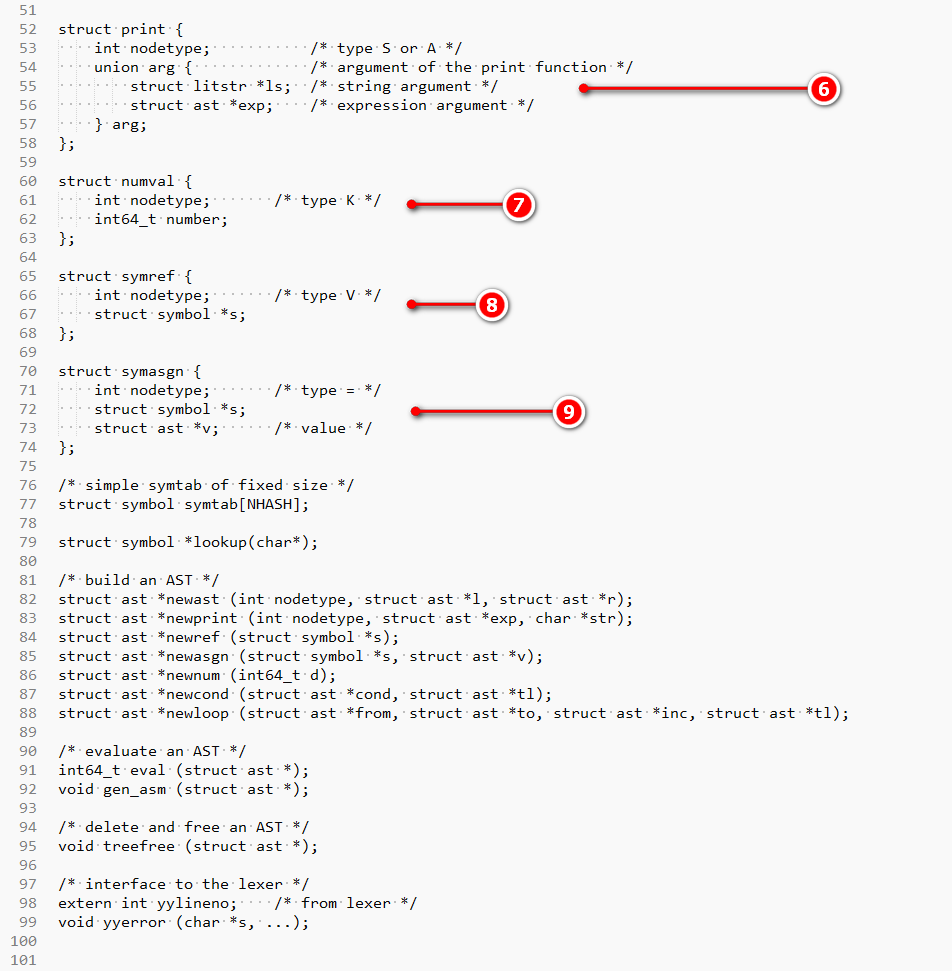 51
52 struct print {
53     int nodetype;           /* type S or A */
54     union arg {             /* argument of the print function */
55         struct litstr *ls;  /* string argument */
56         struct ast *exp;    /* expression argument */
57     } arg;
58 };
59
60 struct numval {
61     int nodetype;       /* type K */
62     int64_t number;
63 };
64
65 struct symref {
66     int nodetype;       /* type V */
67     struct symbol *s;
68 };
69
70 struct symasgn {
71     int nodetype;       /* type = */
72     struct symbol *s;
73     struct ast *v;      /* value */
74 };
75
76 /* simple symtab of fixed size */
77 struct symbol symtab[NHASH];
78
79 struct symbol *lookup(char*);
80
81 /* build an AST */
82 struct ast *newast (int nodetype, struct ast *l, struct ast *r);
83 struct ast *newprint (int nodetype, struct ast *exp, char *str);
84 struct ast *newref (struct symbol *s);
85 struct ast *newasgn (struct symbol *s, struct ast *v);
86 struct ast *newnum (int64_t d);
87 struct ast *newcond (struct ast *cond, struct ast *tl);
88 struct ast *newloop (struct ast *from, struct ast *to, struct ast *inc, struct ast *tl);
89
90 /* evaluate an AST */
91 int64_t eval (struct ast *);
92 void gen_asm (struct ast *);
93
94 /* delete and free an AST */
95 void treefree (struct ast *);
96
97 /* interface to the lexer */
98 extern int yylineno;    /* from lexer */
99 void yyerror (char *s, ...);
100
101
6
7
8
9